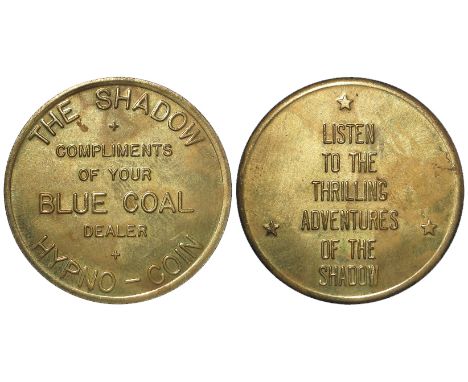 THE SHADOW
COMPLIMENTS
OF YOUR
BLUE COAL
DEALER
HYPNO - COIN
LISTEN
TO THE
THRILLING
ADVENTURES
OF THE
SHADOW